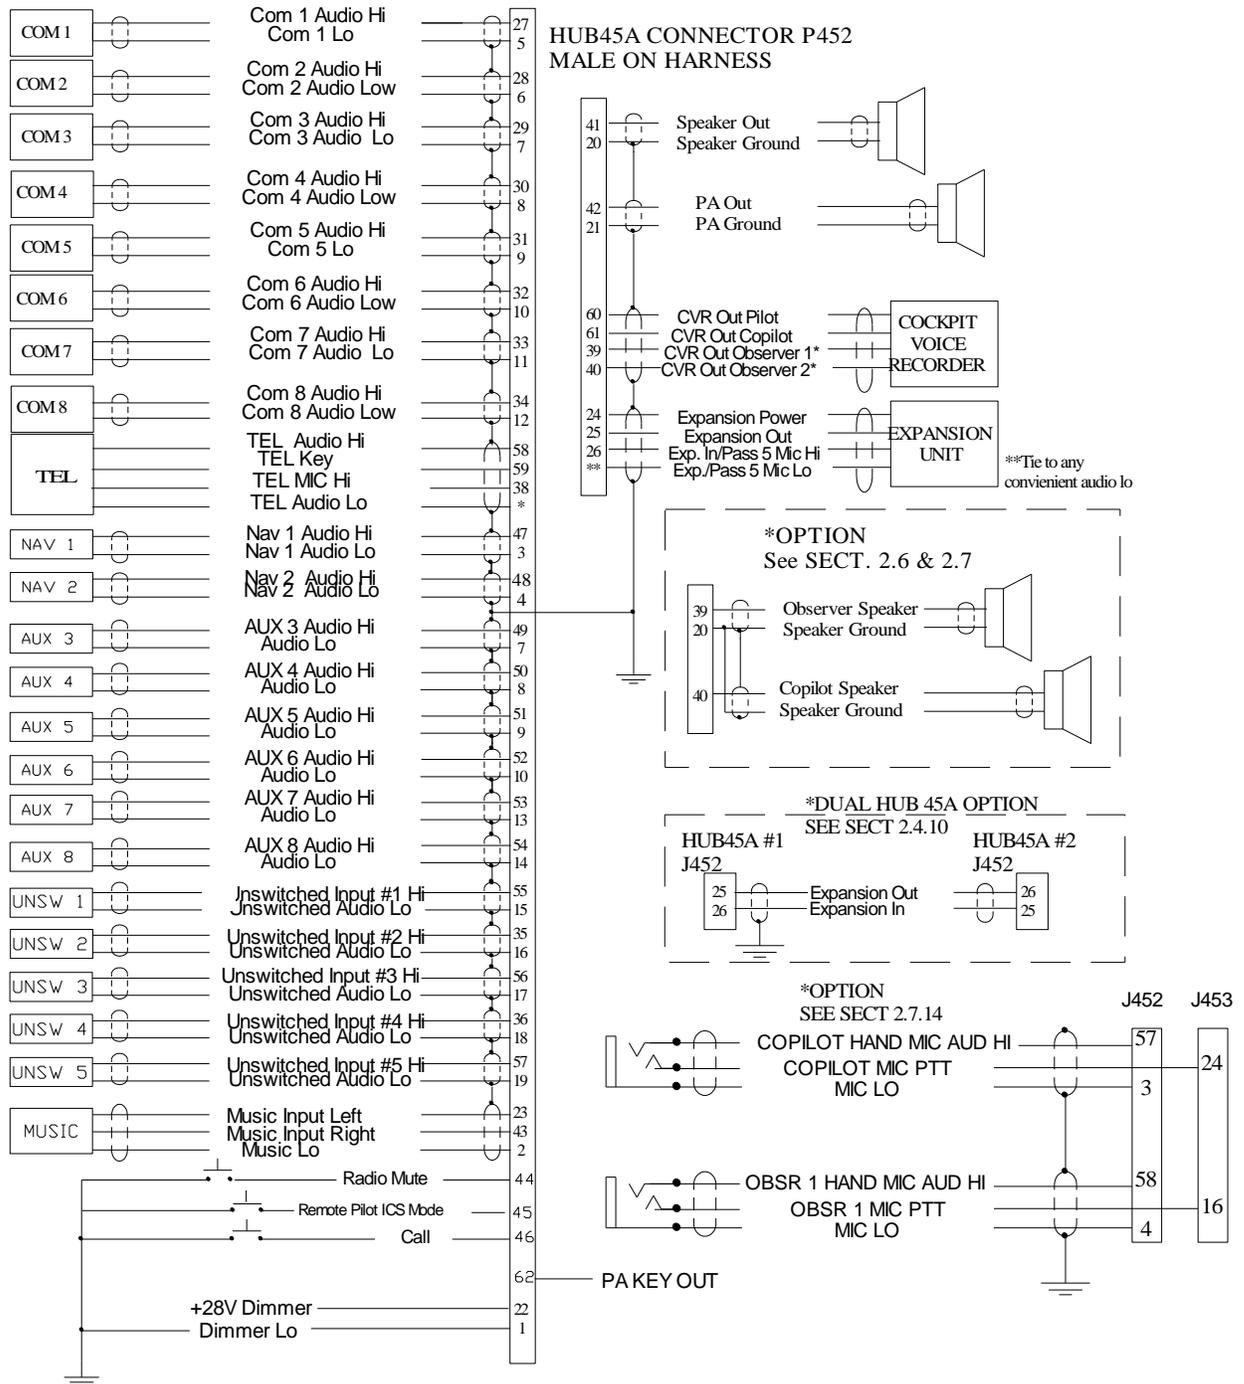 HUB45A CONNECTOR P452
MALE ON HARNESS
COM 1
Com 1 Audio Hi
27
Com 1 Lo
5
COM 2
Com 2 Audio Hi
28
Com 2 Audio Low
6
COM 3
Com 3 Audio Hi
29
Com 3 Audio Lo
7
COM 4
Com 4 Audio Hi
30
Com 4 Audio Low
8
COM 5
Com 5 Audio Hi
31
Com 5 Lo
9
COM 6
Com 6 Audio Hi
32
Com 6 Audio Low
10
COM 7
Com 7 Audio Hi
33
Com 7 Audio Lo
11
COM 8
Com 8 Audio Hi
34
Com 8 Audio Low
12
TEL
TEL Audio Hi
58
TEL Key
59
TEL MIC Hi
38
TEL Audio Lo
*
NAV 1
Nav 1 Audio Hi
47
Nav 1 Audio Lo
3
NAV 2
Nav 2 Audio Hi
48
Nav 2 Audio Lo
4
AUX 3
AUX 3 Audio Hi
49
Audio Lo
7
AUX 4
AUX 4 Audio Hi
50
Audio Lo
8
AUX 5
AUX 5 Audio Hi
51
Audio Lo
9
AUX 6
AUX 6 Audio Hi
52
Audio Lo
10
AUX 7
AUX 7 Audio Hi
53
Audio Lo
13
AUX 8
AUX 8 Audio Hi
54
Audio Lo
14
UNSW 1
Unswitched Input #1 Hi
55
Unswitched Audio Lo
15
UNSW 2
Unswitched Input #2 Hi
35
Unswitched Audio Lo
16
UNSW 3
Unswitched Input #3 Hi
56
Unswitched Audio Lo
17
UNSW 4
Unswitched Input #4 Hi
36
Unswitched Audio Lo
18
UNSW 5
Unswitched Input #5 Hi
57
Unswitched Audio Lo
19
MUSIC
Music Input Left
23
Music Input Right
43
Music Lo
2
Radio Mute
44
Remote Pilot ICS Mode
45
Call
46
62
PA KEY OUT
+28V Dimmer
22
Dimmer Lo
1
41
Speaker Out
20
Speaker Ground
42
PA Out
21
PA Ground
60
CVR Out Pilot
61
CVR Out Copilot
39
CVR Out Observer 1*
40
CVR Out Observer 2*
COCKPIT
VOICE
RECORDER
24
Expansion Power
25
Expansion Out
26
Exp. In/Pass 5 Mic Hi
**
Exp./Pass 5 Mic Lo
EXPANSION
UNIT
**Tie to any
convienient audio lo
*OPTION
See SECT. 2.6 & 2.7
39
Observer Speaker
20
Speaker Ground
40
Copilot Speaker
Speaker Ground
*DUAL HUB 45A OPTION
SEE SECT 2.4.10
HUB45A #1
J452
HUB45A #2
J452
25
Expansion Out
26
26
Expansion In
25
*OPTION
SEE SECT 2.7.14
J452
J453
COPILOT HAND MIC AUD HI
57
COPILOT MIC PTT
24
MIC LO
3
OBSR 1 HAND MIC AUD HI
58
OBSR 1 MIC PTT
16
MIC LO
4